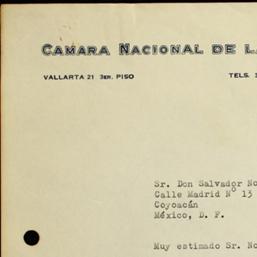 CAMARA NACIONAL DE L
VALLARTA 21 3ER. PISO TELS.
Sr. Don Salvador No
Calle Madrid Nº 13
Coyoacán
México, D. F.
Muy estimado Sr. No